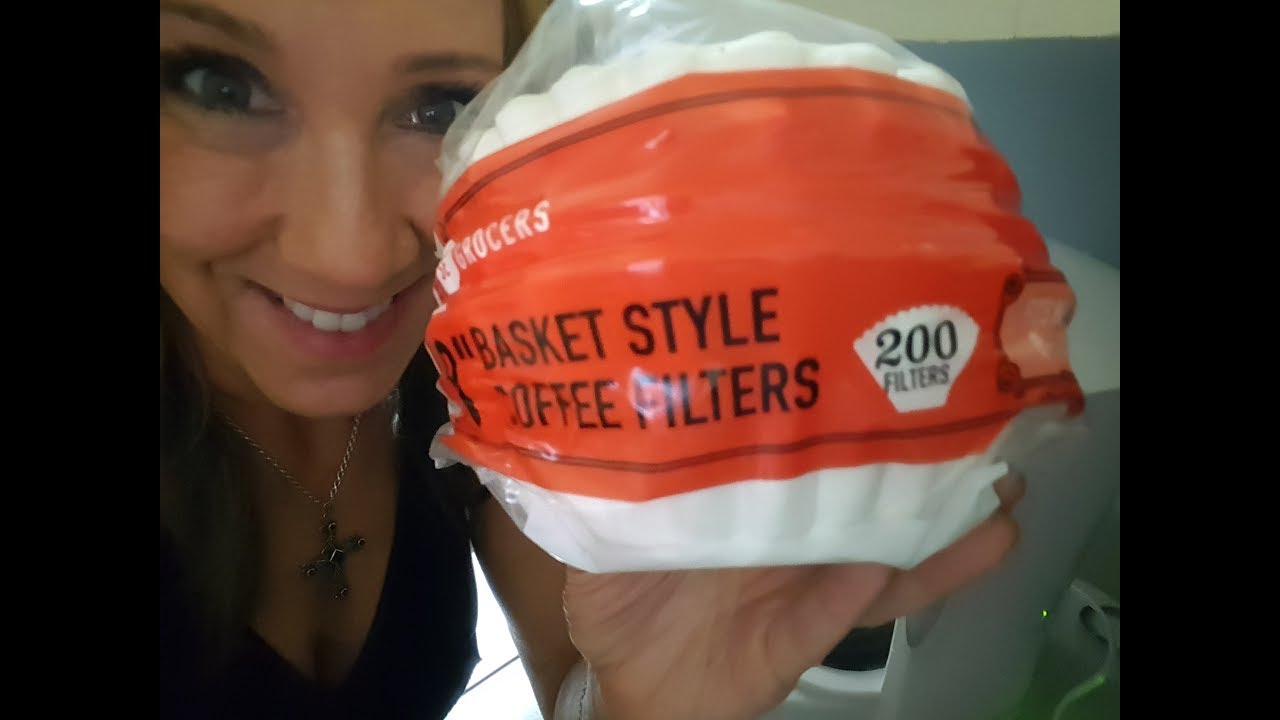 GROCERS
BASKET STYLE
COFFEE FILTERS
200
FILTERS